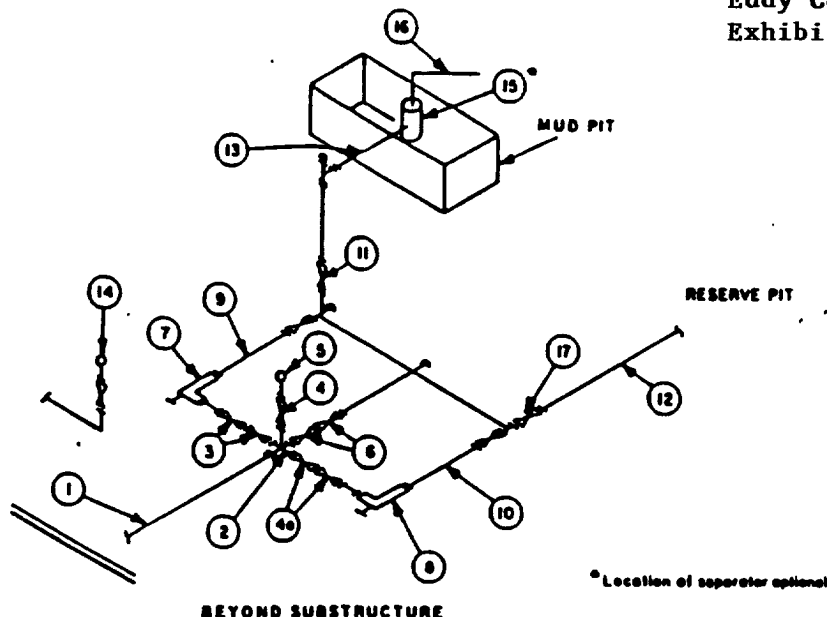 Eddy C
Exhibi
16
15*
MUD PIT
13
11
14
RESERVE PIT
9
7
5
17
4
12
3
6
1
2
4a
10
8
*Location of separator optional
BEYOND SUBSTRUCTURE